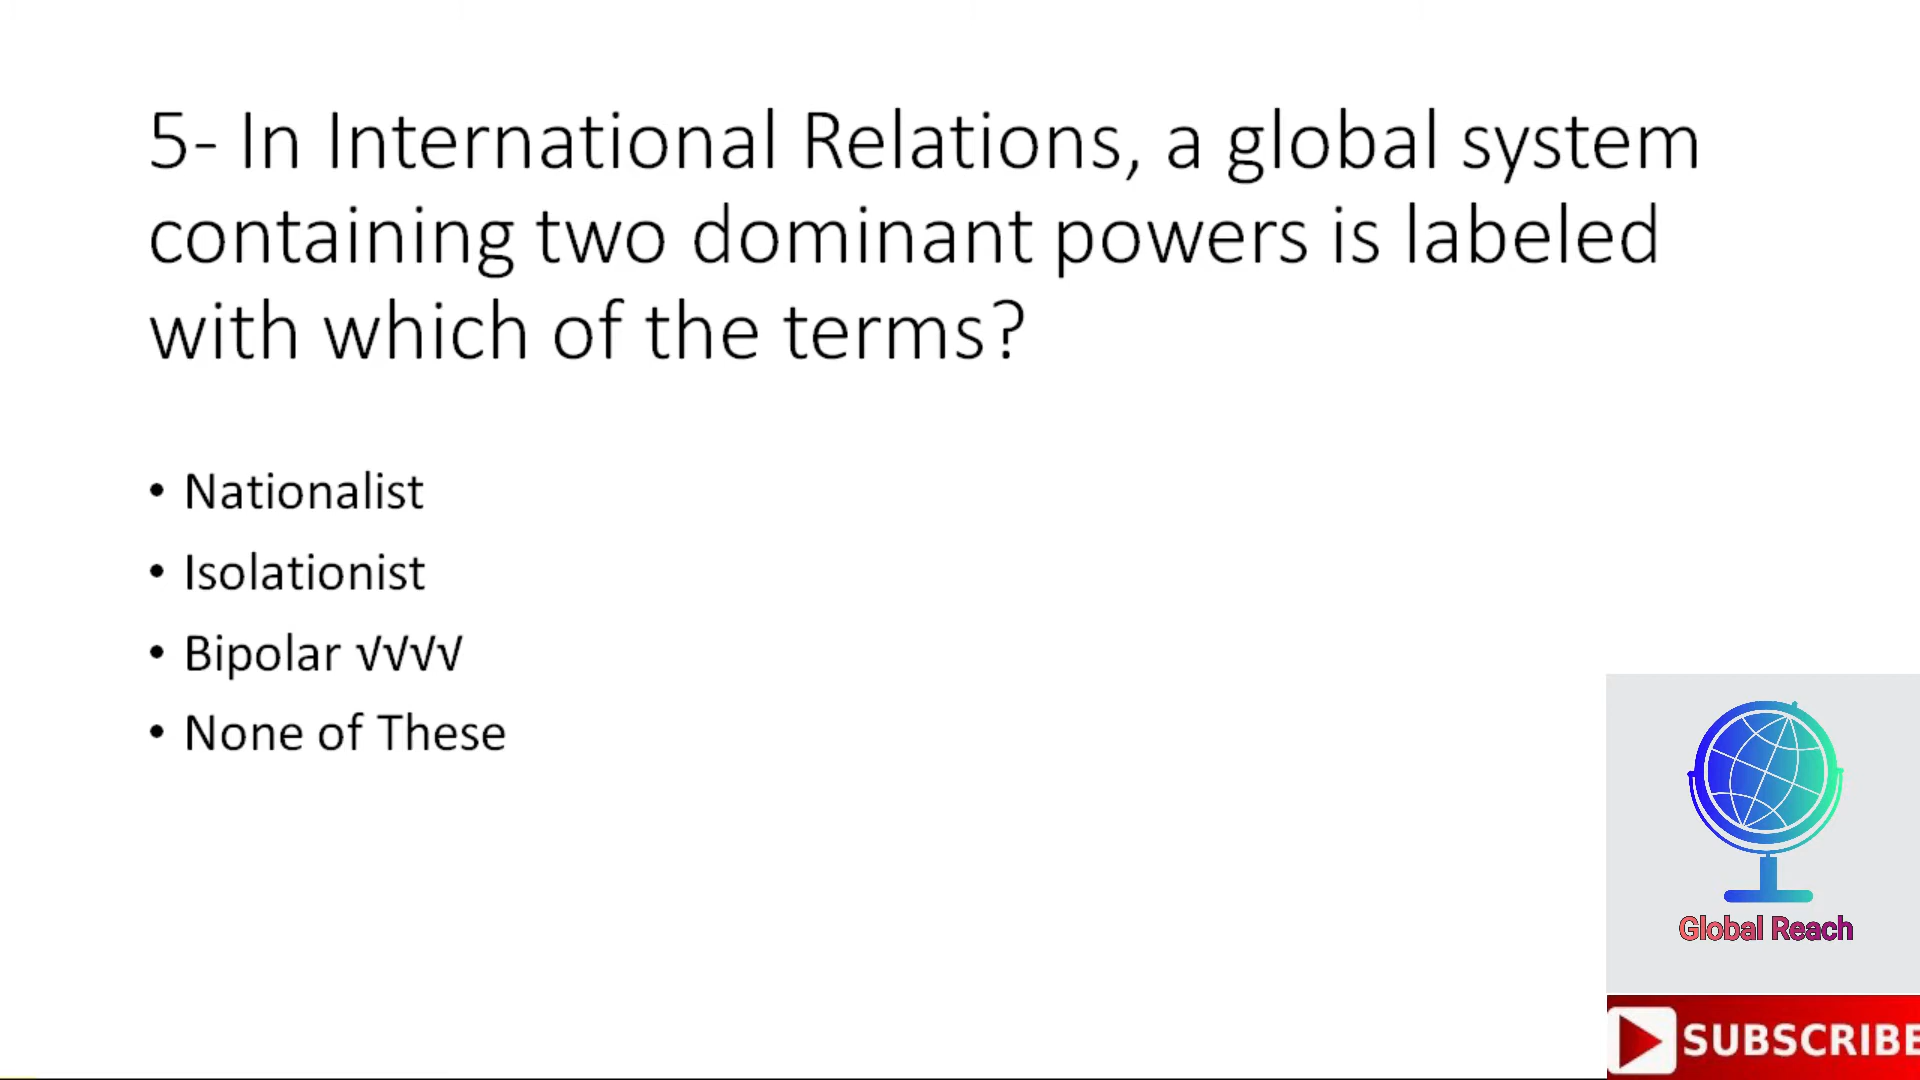 5- In International Relations, a global system
containing two dominant powers is labeled
with which of the terms?
• Nationalist
• Isolationist
• Bipolar √√√√
• None of These
Global Reach
SUBSCRIBE